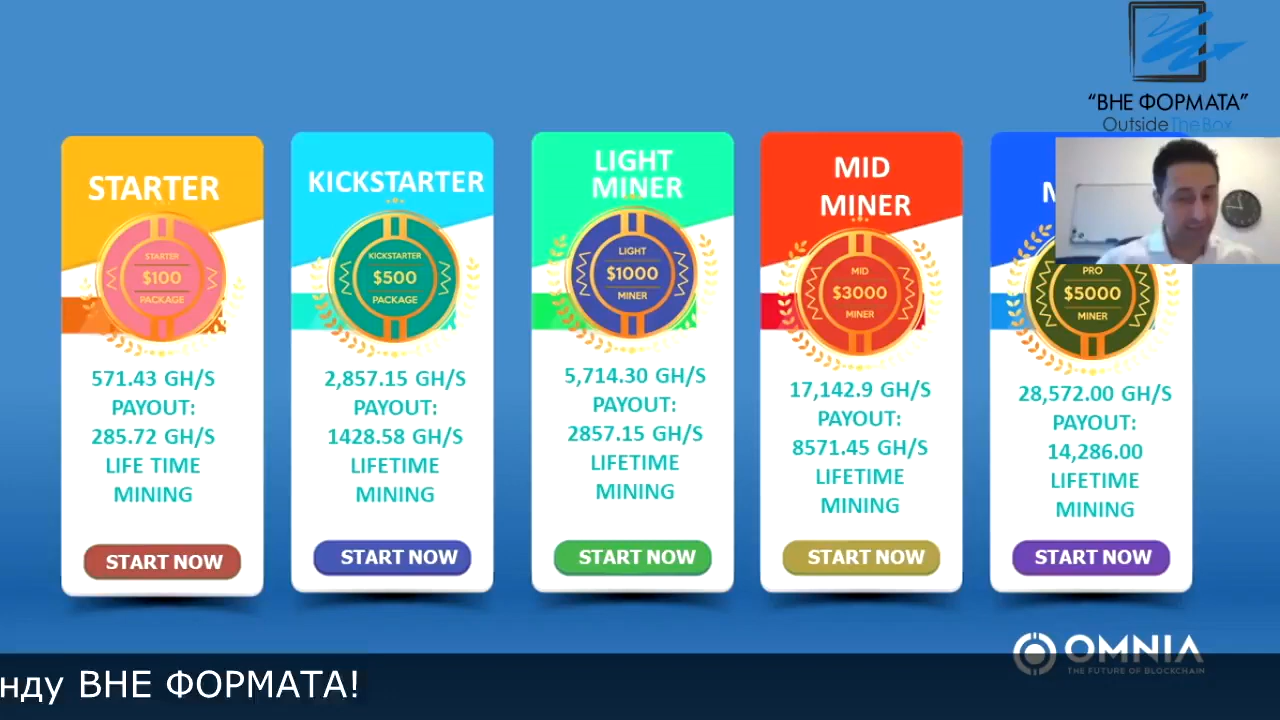 "ВНЕ ФОРМАТА"
OutsideTheBox
STARTER
STARTER
$100
PACKAGE
571.43 GH/S
PAYOUT:
285.72 GH/S
LIFE TIME
MINING
START NOW
KICKSTARTER
KICKSTARTER
$500
PACKAGE
2,857.15 GH/S
PAYOUT:
1428.58 GH/S
LIFETIME
MINING
START NOW
LIGHT
MINER
LIGHT
$1000
MINER
5,714.30 GH/S
PAYOUT:
2857.15 GH/S
LIFETIME
MINING
START NOW
MID
MINER
MID
$3000
MINER
17,142.9 GH/S
PAYOUT:
8571.45 GH/S
LIFETIME
MINING
START NOW
PRO
$5000
MINER
28,572.00 GH/S
PAYOUT:
14,286.00
LIFETIME
MINING
START NOW
OMNIA
THE FUTURE OF BLOCKCHAIN
нду ВНЕ ФОРМАТА!